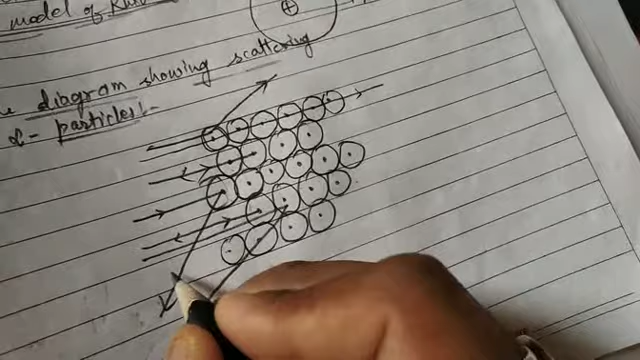 model of
diagram showing scattering
α- particles:-